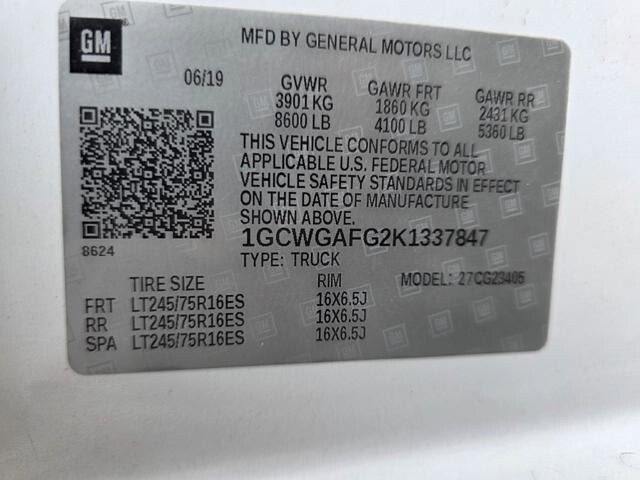 GM
MFD BY GENERAL MOTORS LLC
06/19 GVWR GAWR FRT GAWR RR
3901 KG 1860 KG 2431 KG
8600 LB 4100 LB 5360 LB
THIS VEHICLE CONFORMS TO ALL
APPLICABLE U.S. FEDERAL MOTOR
VEHICLE SAFETY STANDARDS IN EFFECT
ON THE DATE OF MANUFACTURE
SHOWN ABOVE.
8624 1GCWGAFG2K1337847
TYPE: TRUCK MODEL: 27CG23405
TIRE SIZE RIM
FRT LT245/75R16ES 16X6.5J
RR LT245/75R16ES 16X6.5J
SPA LT245/75R16ES 16X6.5J